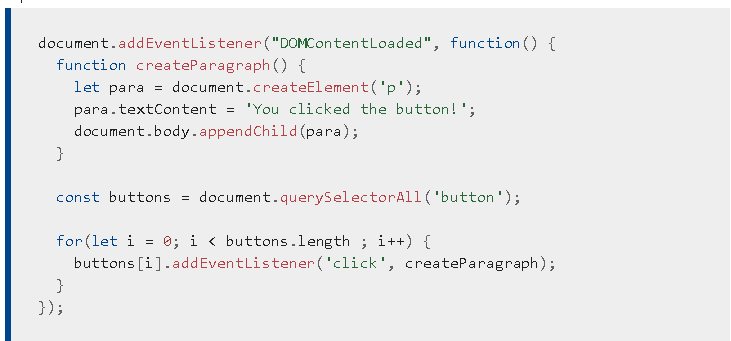 document.addEventListener("DOMContentLoaded", function() {
  function createParagraph() {
    let para = document.createElement('p');
    para.textContent = 'You clicked the button!';
    document.body.appendChild(para);
  }

  const buttons = document.querySelectorAll('button');

  for(let i = 0; i < buttons.length ; i++) {
    buttons[i].addEventListener('click', createParagraph);
  }
});